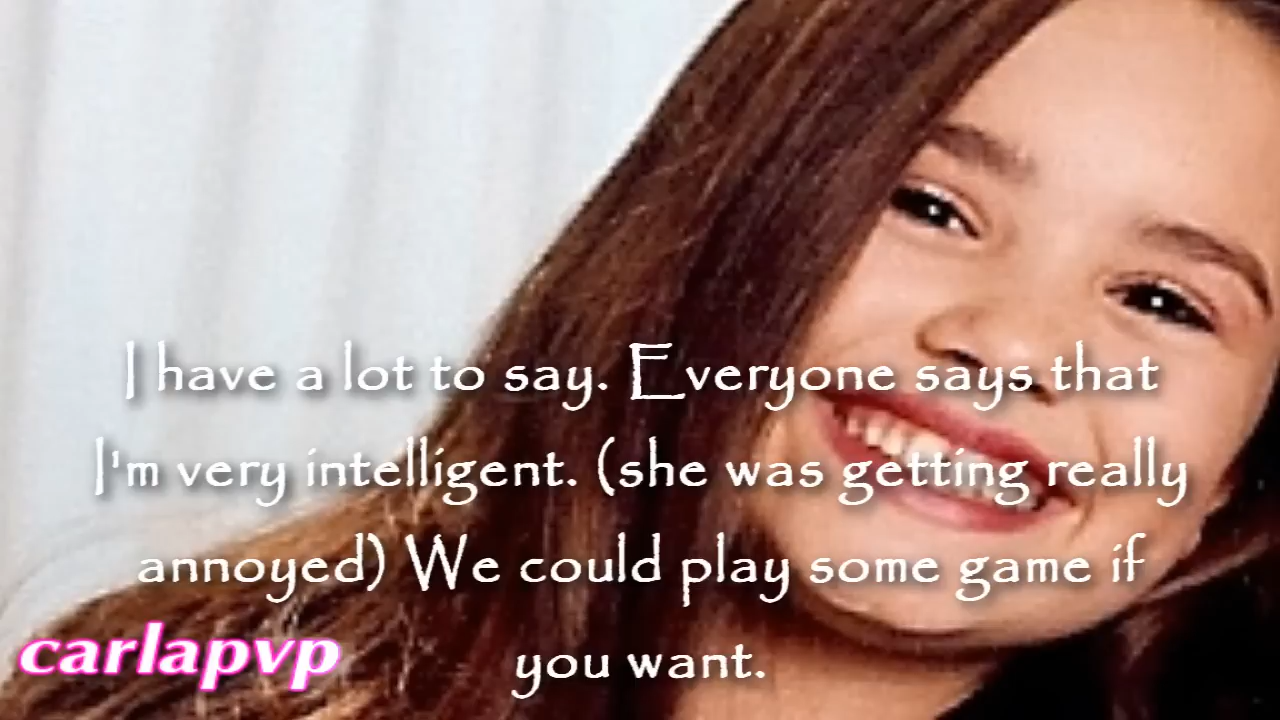 I have a lot to say. Everyone says that
I'm very intelligent. (she was getting really
annoyed) We could play some game if
you want.
carlapvp